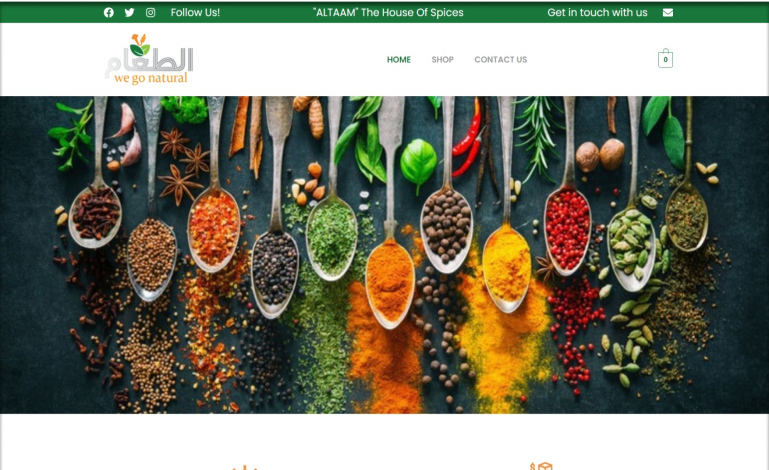 Follow Us!
"ALTAAM" The House Of Spices
Get in touch with us
الطعام
we go natural
HOME
SHOP
CONTACT US
0